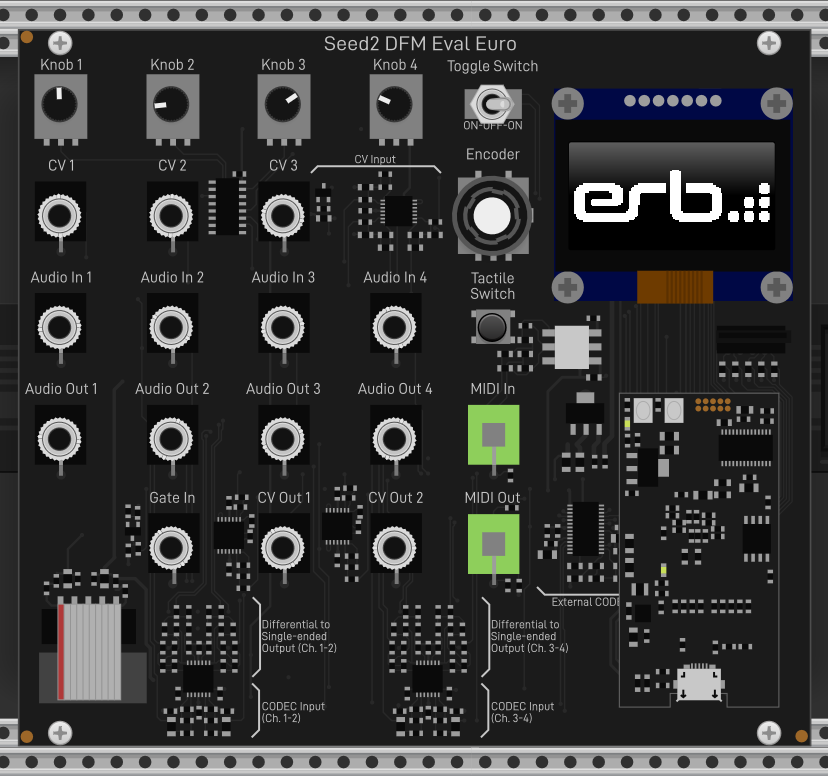 Seed2 DFM Eval Euro
Knob 1
Knob 2
Knob 3
Knob 4
Toggle Switch
ON-OFF-ON
CV 1
CV 2
CV 3
CV Input
Encoder
erb
Audio In 1
Audio In 2
Audio In 3
Audio In 4
Tactile
Switch
Audio Out 1
Audio Out 2
Audio Out 3
Audio Out 4
MIDI In
Gate In
CV Out 1
CV Out 2
MIDI Out
External CODE
Differential to
Single-ended
Output (Ch. 1-2)
Differential to
Single-ended
Output (Ch. 3-4)
CODEC Input
(Ch. 1-2)
CODEC Input
(Ch. 3-4)